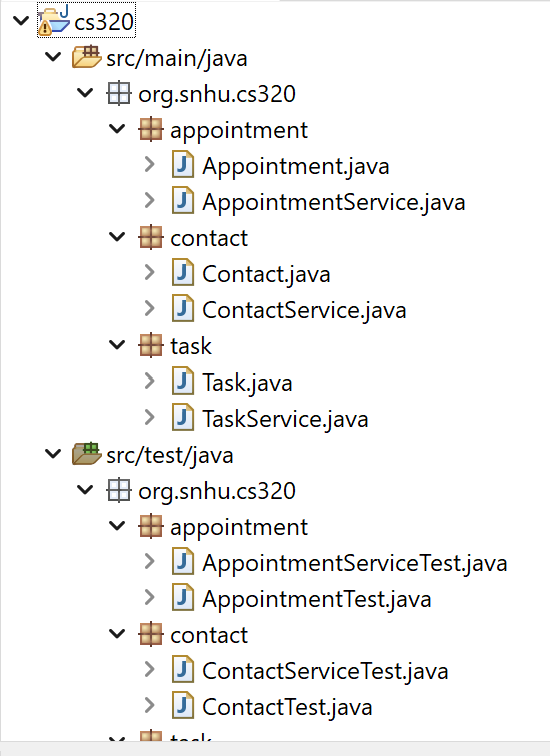 cs320
src/main/java
org.snhu.cs320
appointment
Appointment.java
AppointmentService.java
contact
Contact.java
ContactService.java
task
Task.java
TaskService.java
src/test/java
org.snhu.cs320
appointment
AppointmentServiceTest.java
AppointmentTest.java
contact
ContactServiceTest.java
ContactTest.java
task